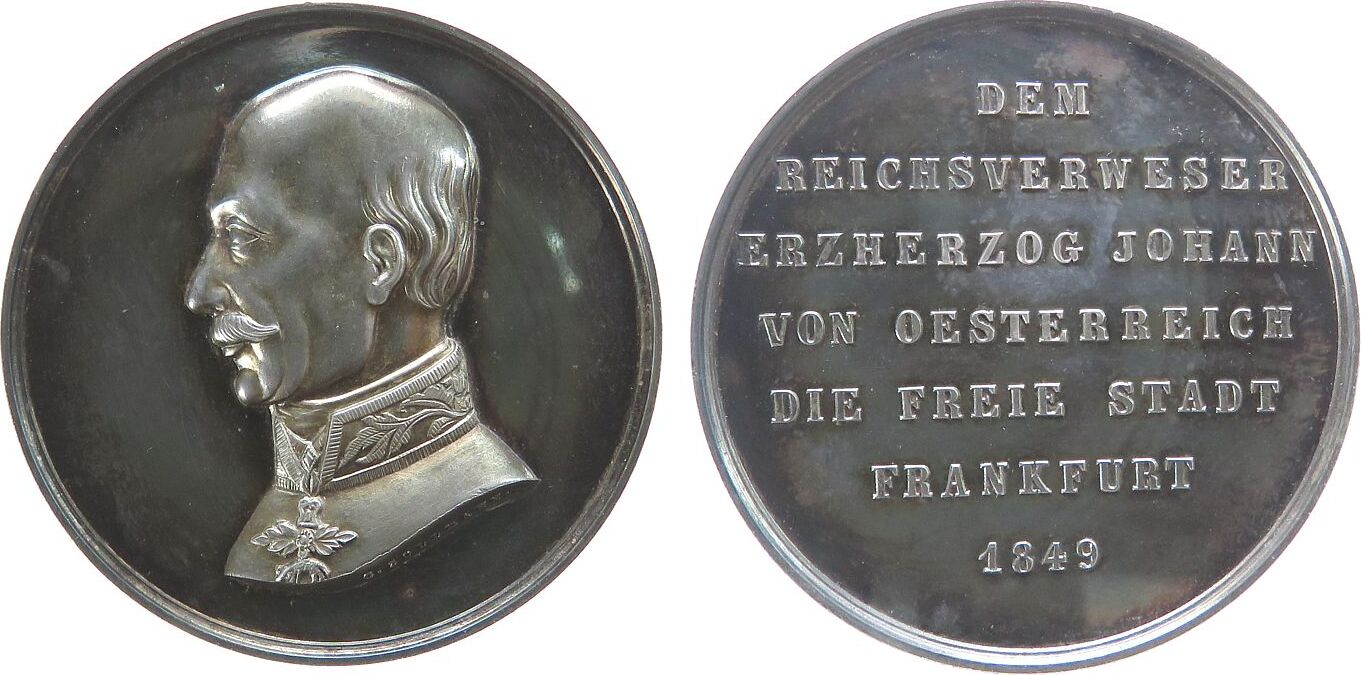 DEM
REICHSVERWESER
ERZHERZOG JOHANN
VON OESTERREICH
DIE FREIE STADT
FRANKFURT
1849